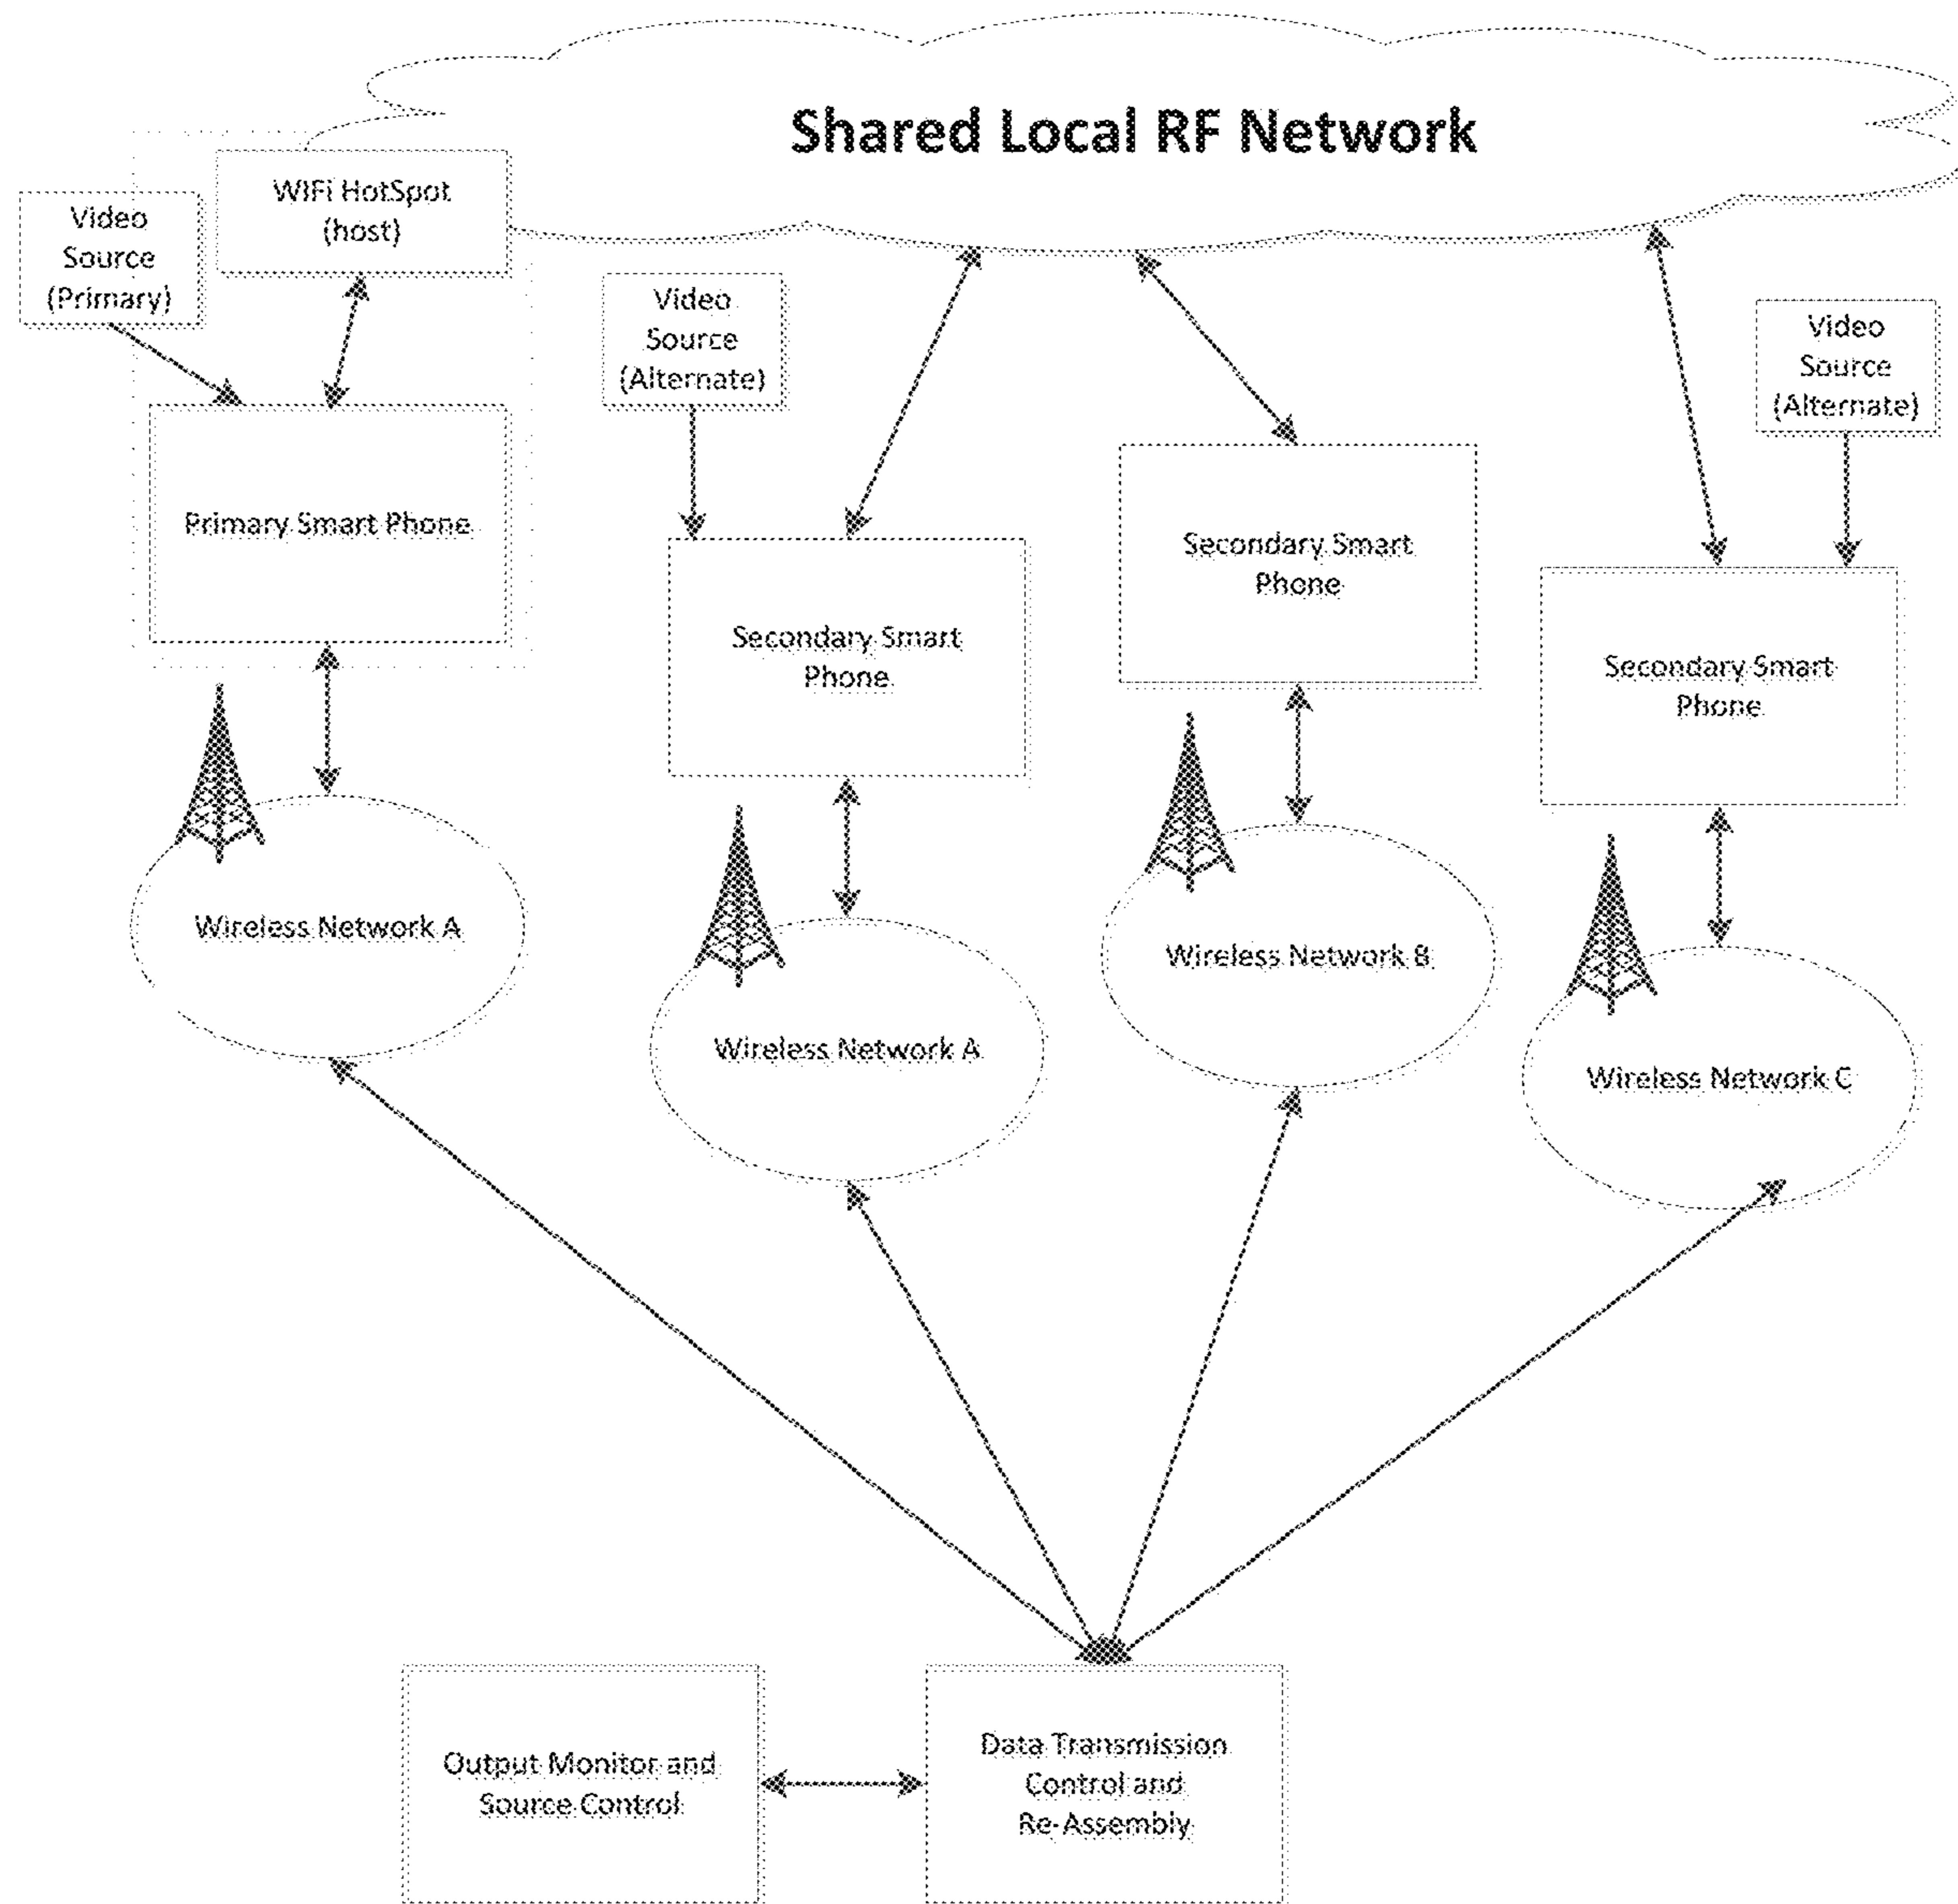 Shared Local RF Network
WIFi HotSpot
(host)
Video
Source
(Primary)
Video
Source
(Alternate)
Video
Source
(Alternate)
Primary Smart Phone
Secondary Smart
Phone
Secondary Smart
Phone
Secondary Smart
Phone
Wireless Network A
Wireless Network A
Wireless Network B
Wireless Network C
Output Monitor and
Source Control
Data Transmission
Control and
Re-Assembly